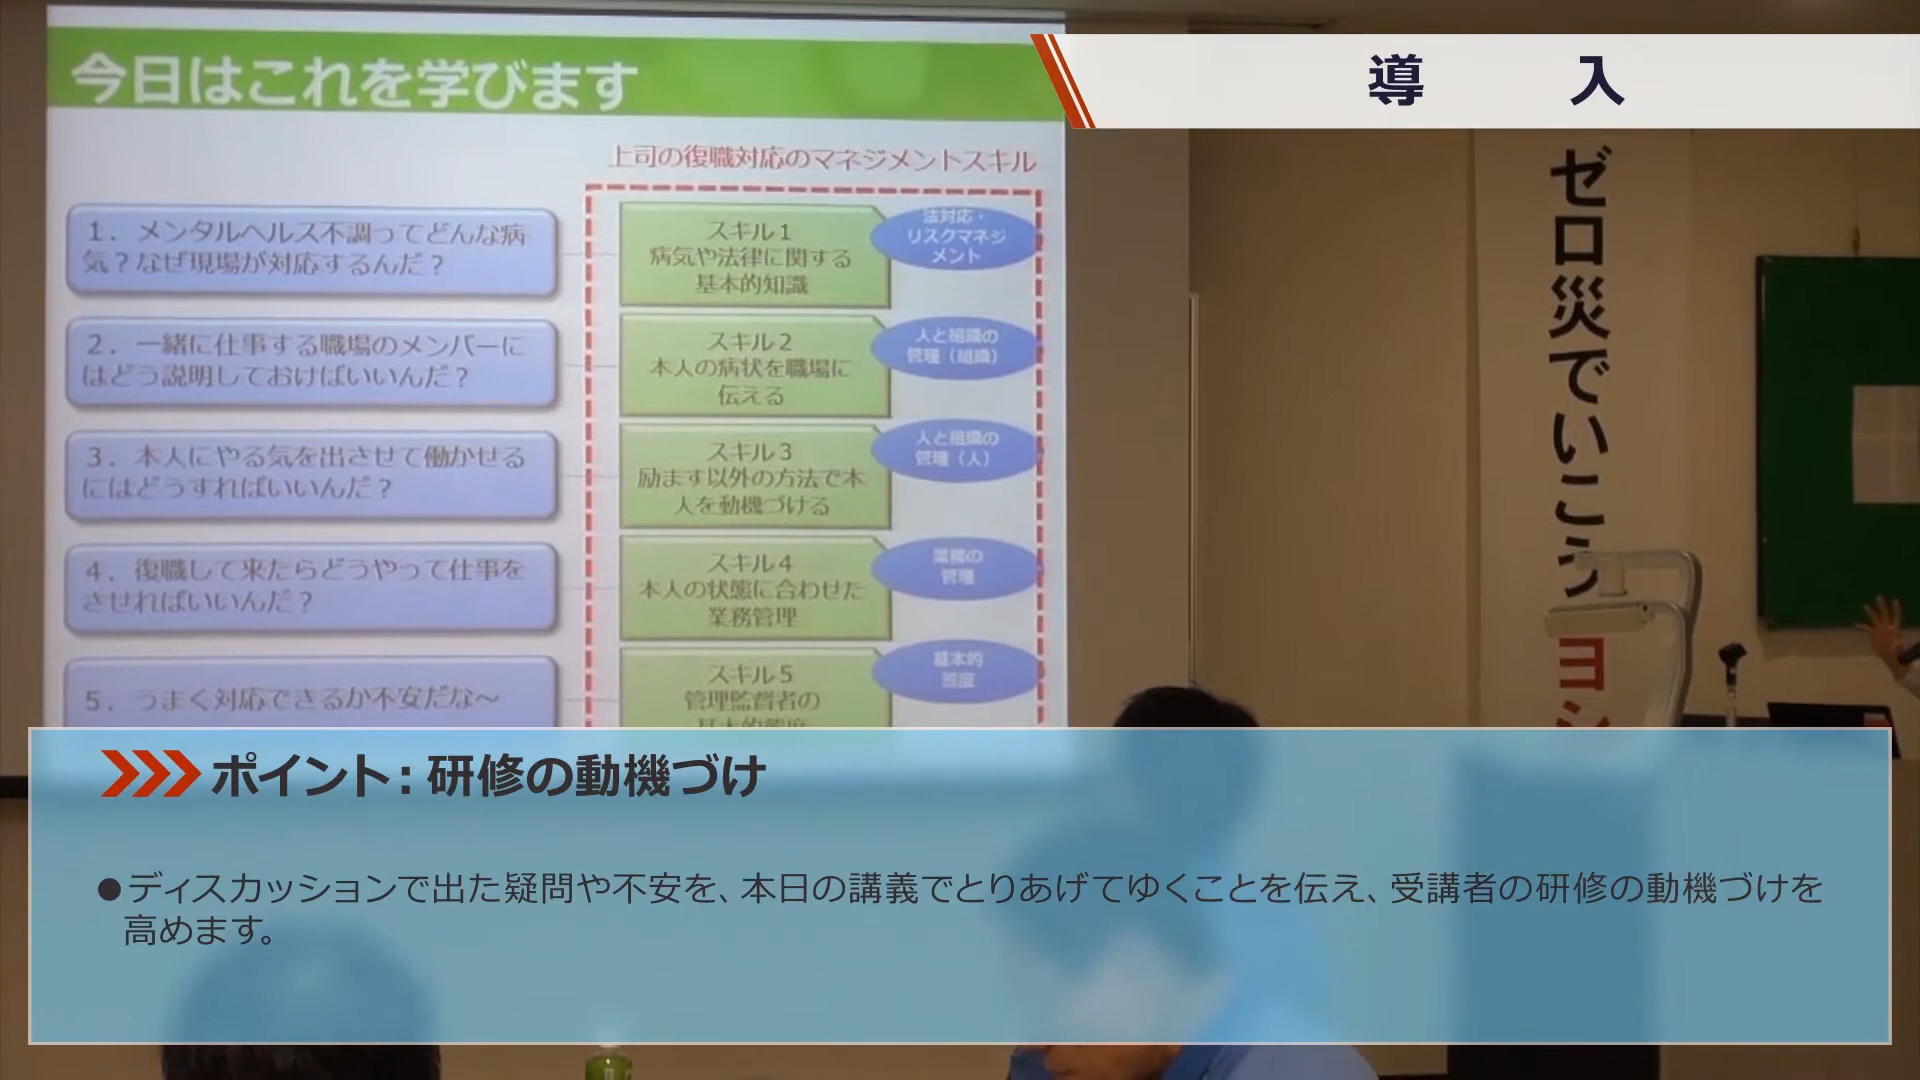 今日はこれを学びます
導入
上司の復職対応のマネジメントスキル
1．メンタルヘルス不調ってどんな病
気？なぜ現場が対応するんだ？
スキル1
病気や法律に関する
基本的知識
法対応・
リスクマネジ
メント
2．一緒に仕事する職場のメンバーに
はどう説明しておけばいいんだ？
スキル2
本人の病状を職場に
伝える
人と組織の
管理（組織）
3．本人にやる気を出させて働かせる
にはどうすればいいんだ？
スキル3
励ます以外の方法で本
人を動機づける
人と組織の
管理（人）
4．復職して来たらどうやって仕事を
させればいいんだ？
スキル4
本人の状態に合わせた
業務管理
業務の
管理
5．うまく対応できるか不安だな～
スキル5
管理監督者の
基本的態度
基本的
態度
ゼロ災でいこうヨシ
ポイント：研修の動機づけ
●ディスカッションで出た疑問や不安を、本日の講義でとりあげてゆくことを伝え、受講者の研修の動機づけを
高めます。